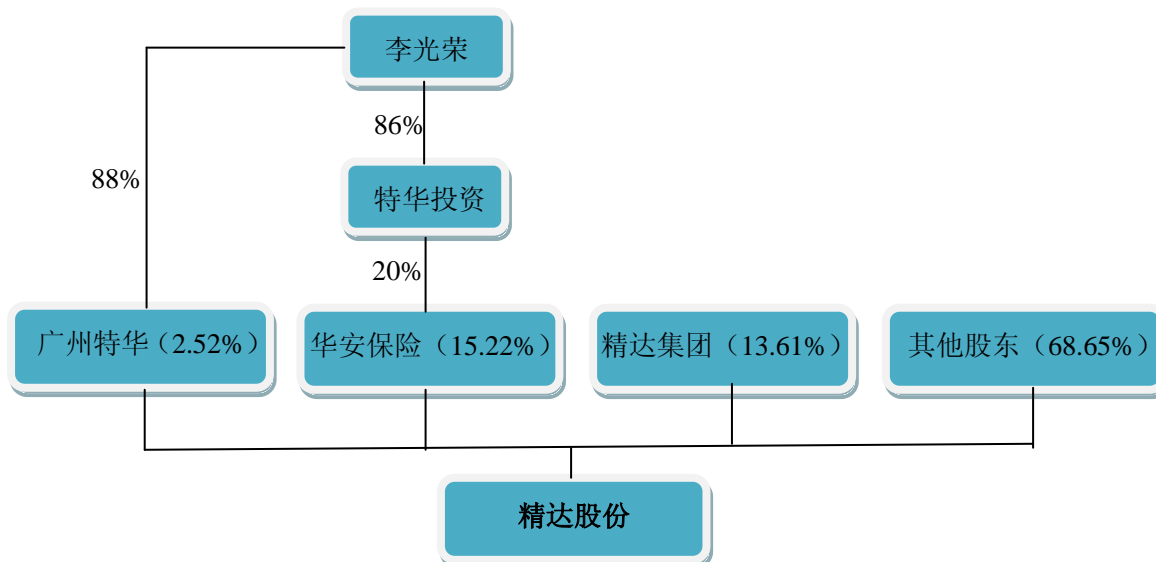 李光荣
86%
88%
特华投资
20%
广州特华（2.52%）
华安保险（15.22%）
精达集团（13.61%）
其他股东（68.65%）
精达股份